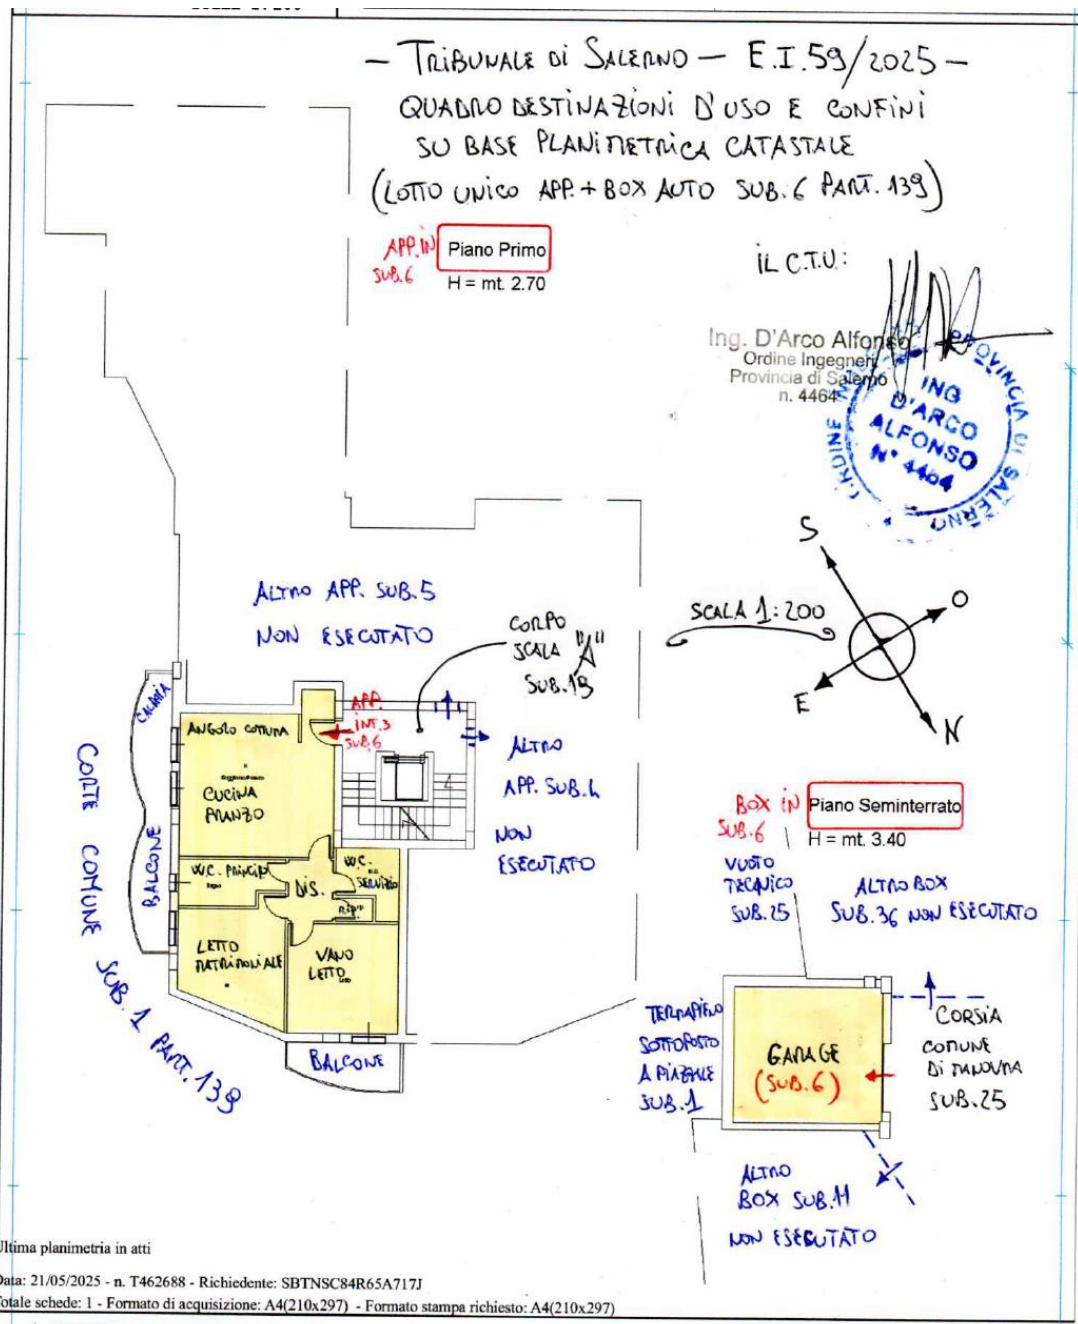 - TRIBUNALE DI SALERNO - E.I. 59/2025 -
QUADRO DESTINAZIONI D'USO E CONFINI
SU BASE PLANIMETRICA CATASTALE
(LOTTO UNICO APP. + BOX AUTO SUB. 6 PART. 139)
APP. IN
SUB. 6
Piano Primo
H = mt. 2.70
IL C.T.U.:
Ing. D'Arco Alfonso
Ordine Ingegneri
Provincia di Salerno
n. 4464
ORDINE
PROVINCIA DI SALERNO
ING
D'ARCO
ALFONSO
N° 4464
ALTRO APP. SUB. 5
NON ESECUTATO
CORPO
SCALA "A"
SUB. 19
SCALA 1:200
S
O
E
N
CALDAIA
ANGOLO COTTURA
APP.
INT. 3
SUB. 6
CUCINA
PRANZO
ALTRO
APP. SUB. 4
NON
ESECUTATO
CORTE COMUNE SUB. 1 PART. 139
BALCONE
W.C. PRINCIP.
DIS.
W.C.
SERVIZIO
RIP.
LETTO
MATRIMONIALE
VANO
LETTO
BALCONE
BOX IN
SUB. 6
Piano Seminterrato
H = mt. 3.40
VUOTO
TECNICO
SUB. 25
ALTRO BOX
SUB. 36 NON ESECUTATO
TERRAPIENO
SOTTOPOSTO
A PIAZZALE
SUB. 1
GARAGE
(SUB. 6)
CORSIA
COMUNE
DI MANOVRA
SUB. 25
ALTRO
BOX SUB. 11
NON ESECUTATO
Ultima planimetria in atti
Data: 21/05/2025 - n. T462688 - Richiedente: SBTNSC84R65A717J
Totale schede: 1 - Formato di acquisizione: A4(210x297) - Formato stampa richiesto: A4(210x297)